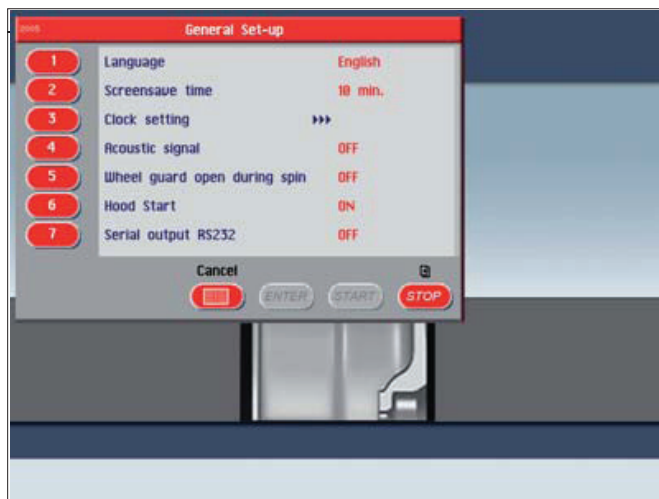 2005 General Set-up
1 Language English
2 Screensave time 10 min.
3 Clock setting
4 Acoustic signal OFF
5 Wheel guard open during spin OFF
6 Hood Start ON
7 Serial output RS232 OFF
Cancel
ENTER START STOP